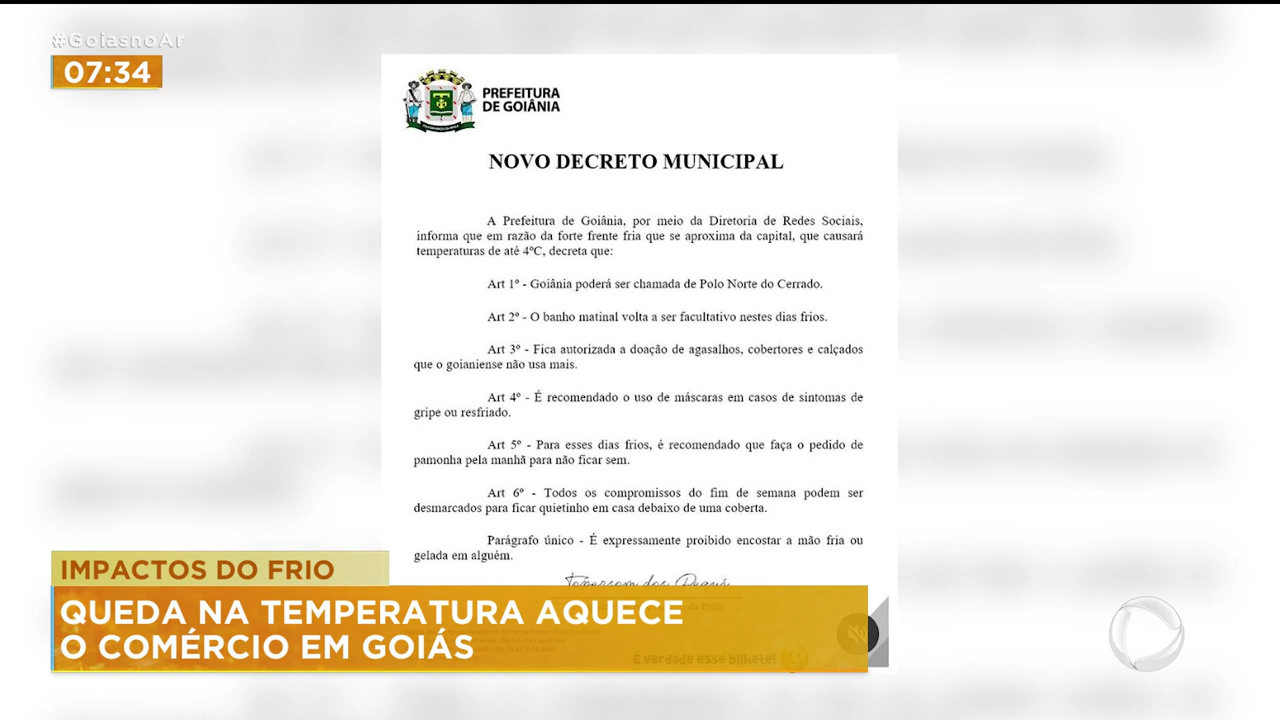 #GoiasnoAr
07:34
PREFEITURA
DE GOIÂNIA
NOVO DECRETO MUNICIPAL
A Prefeitura de Goiânia, por meio da Diretoria de Redes Sociais,
informa que em razão da forte frente fria que se aproxima da capital, que causará
temperaturas de até 4ºC, decreta que:
Art 1º - Goiânia poderá ser chamada de Polo Norte do Cerrado.
Art 2º - O banho matinal volta a ser facultativo nestes dias frios.
Art 3º - Fica autorizada a doação de agasalhos, cobertores e calçados
que o goianiense não usa mais.
Art 4º - É recomendado o uso de máscaras em casos de sintomas de
gripe ou resfriado.
Art 5º - Para esses dias frios, é recomendado que faça o pedido de
pamonha pela manhã para não ficar sem.
Art 6º - Todos os compromissos do fim de semana podem ser
desmarcados para ficar quietinho em casa debaixo de uma coberta.
Parágrafo único - É expressamente proibido encostar a mão fria ou
gelada em alguém.
IMPACTOS DO FRIO
QUEDA NA TEMPERATURA AQUECE
O COMÉRCIO EM GOIÁS
É verdade esse bilhete!